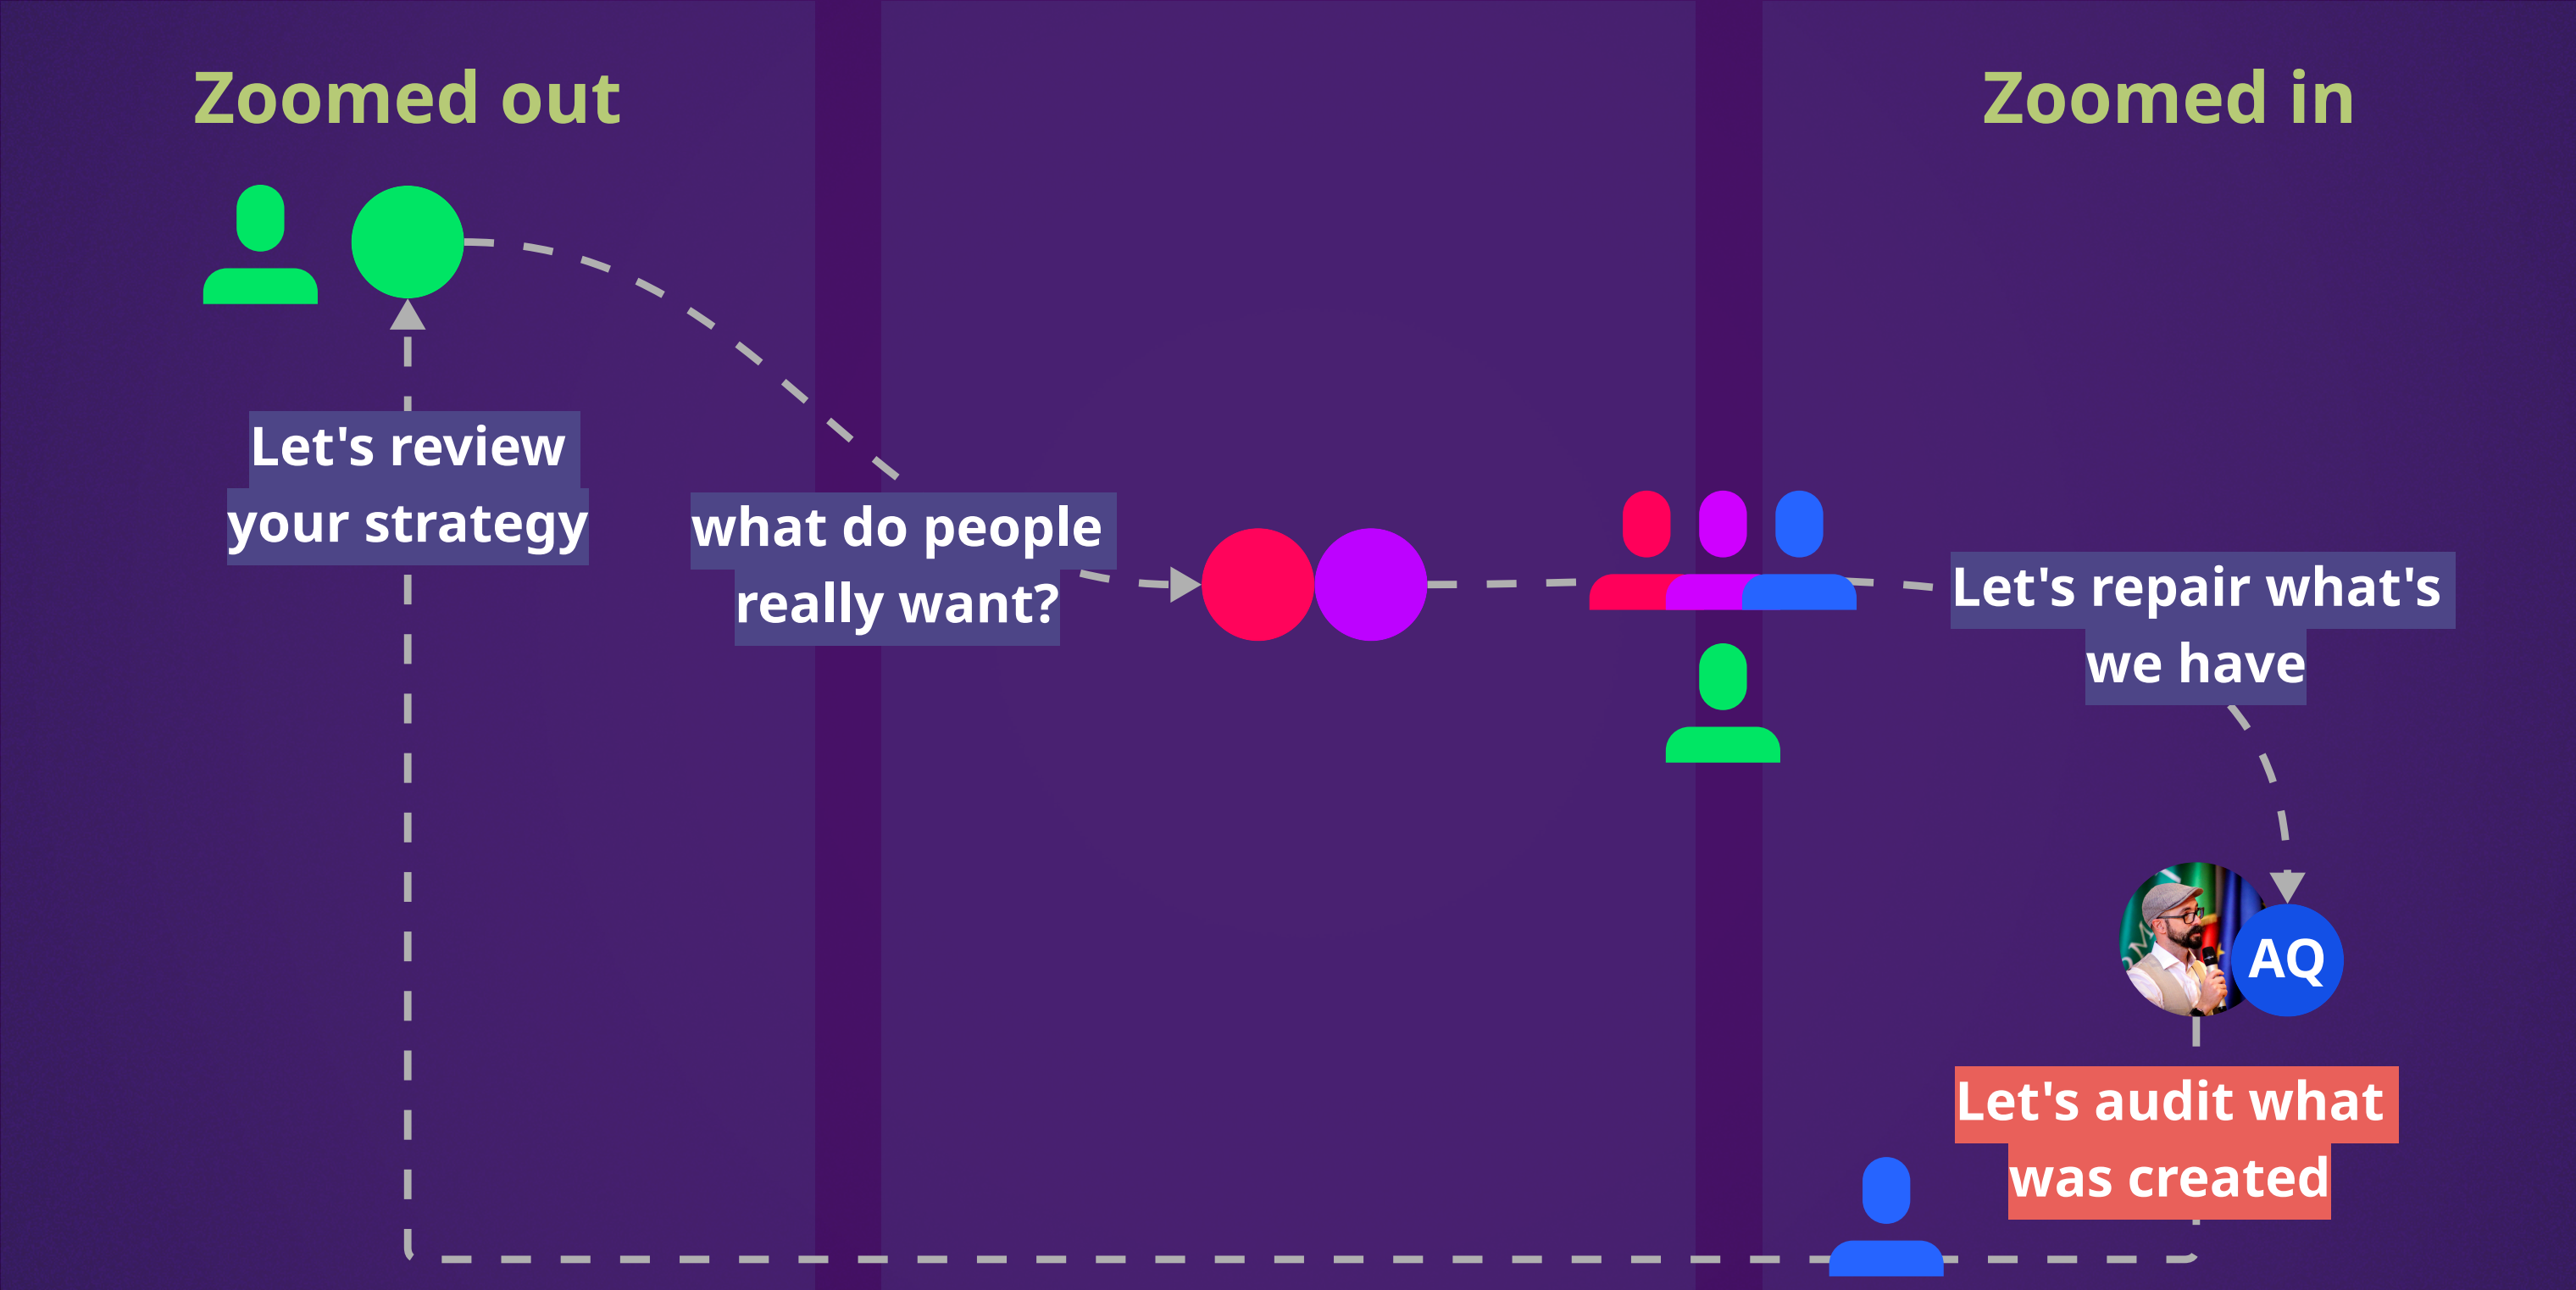 Zoomed out
Zoomed in
Let's review
your strategy
what do people
really want?
Let's repair what's
we have
AQ
Let's audit what
was created